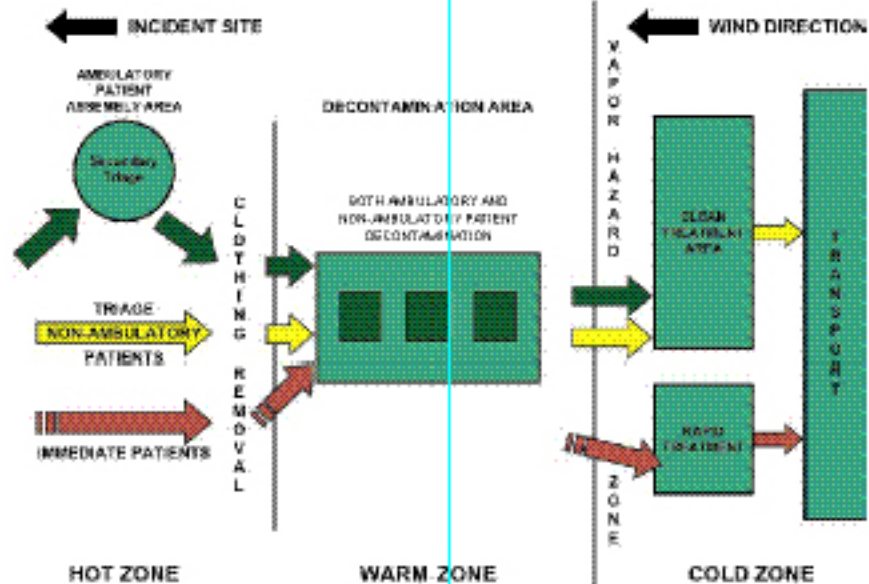 INCIDENT SITE
WIND DIRECTION
AMBULATORY
PATIENT
ASSEMBLY AREA
Secondary
Triage
DECONTAMINATION AREA
BOTH AMBULATORY AND
NON-AMBULATORY PATIENT
DECONTAMINATION
CLOTHING REMOVAL
VAPOR HAZARD ZONE
CLEAN
TREATMENT
AREA
TRANSPORT
TRIAGE
NON-AMBULATORY
PATIENTS
IMMEDIATE PATIENTS
RAPID
TREATMENT
HOT ZONE
WARM ZONE
COLD ZONE